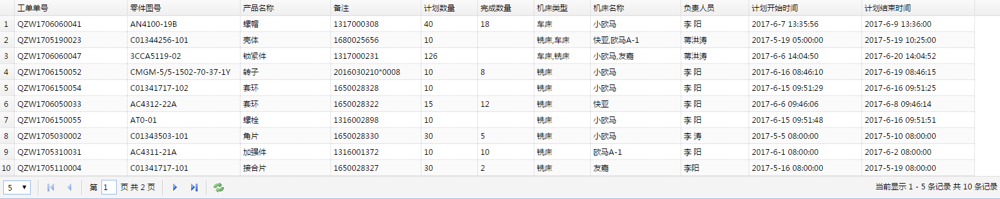 工单单号 零件图号 产品名称 备注 计划数量 完成数量 机床类型 机床名称 负责人员 计划开始时间 计划结束时间
1 QZW1706060041 AN4100-19B 螺帽 1317000308 40 18 车床 小欧马 李 阳 2017-6-7 13:35:56 2017-6-9 13:36:00
2 QZW1705190023 C01344256-101 壳体 1680025656 10 铣床,车床 快亚,欧马A-1 蒋洪涛 2017-5-19 05:00:00 2017-5-19 10:25:00
3 QZW1706060047 3CCA5119-02 锁紧件 1317000231 126 车床,铣床 小欧马,友嘉 蒋洪涛 2017-6-6 14:04:50 2017-6-20 14:04:52
4 QZW1706150052 CMGM-5/5-1502-70-37-1Y 转子 2016030210*0008 10 8 铣床 小欧马 李 阳 2017-6-16 08:46:10 2017-6-19 08:46:15
5 QZW1706150054 C01341717-102 套环 1650028328 10 铣床 小欧马 李 阳 2017-6-15 09:51:29 2017-6-16 09:51:25
6 QZW1706050033 AC4312-22A 套环 1650028322 15 12 铣床 快亚 李 阳 2017-6-6 09:46:06 2017-6-8 09:46:14
7 QZW1706150055 AT0-01 螺栓 1316002898 10 铣床 小欧马 李 阳 2017-6-15 09:51:48 2017-6-16 09:51:51
8 QZW1705030002 C01343503-101 角片 1650028330 30 5 铣床 小欧马 李 涛 2017-5-5 08:00:00 2017-5-10 08:00:00
9 QZW1705310031 AC4311-21A 加强件 1316001372 10 10 铣床 欧马A-1 李 阳 2017-6-1 08:00:00 2017-6-2 08:00:00
10 QZW1705110004 C01341717-101 接合片 1650028327 30 2 铣床 友嘉 李阳 2017-5-16 08:00:00 2017-5-19 08:00:00
5 第 1 页 共 2 页 当前显示 1 - 5 条记录 共 10 条记录